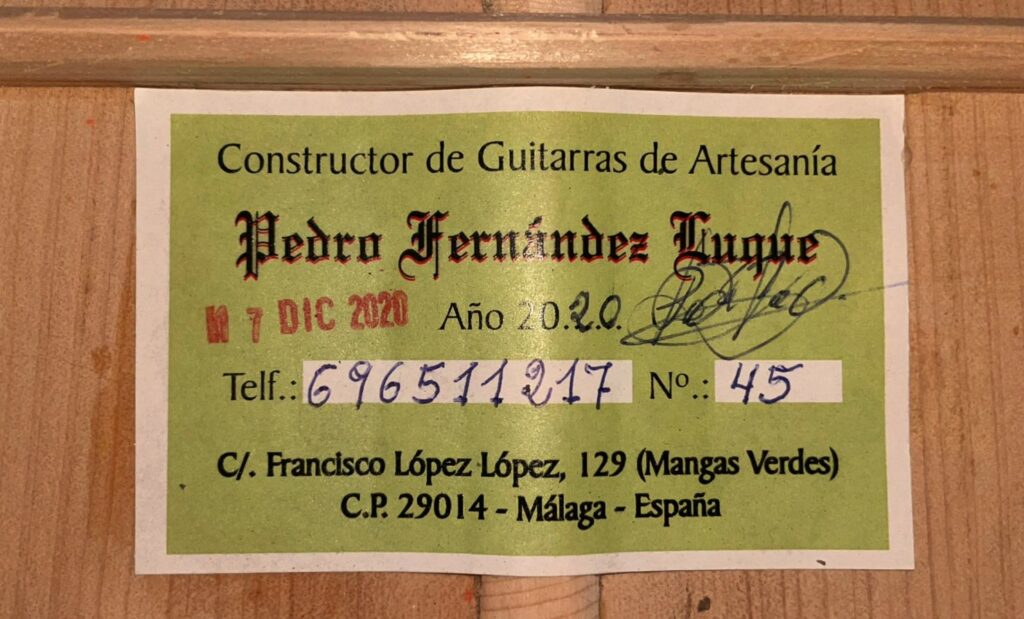 Constructor de Guitarras de Artesanía
Pedro Fernández Luque
7 DIC 2020 Año 20.20.
Telf.: 696511217 Nº.: 45
C/. Francisco López López, 129 (Mangas Verdes)
C.P. 29014 - Málaga - España